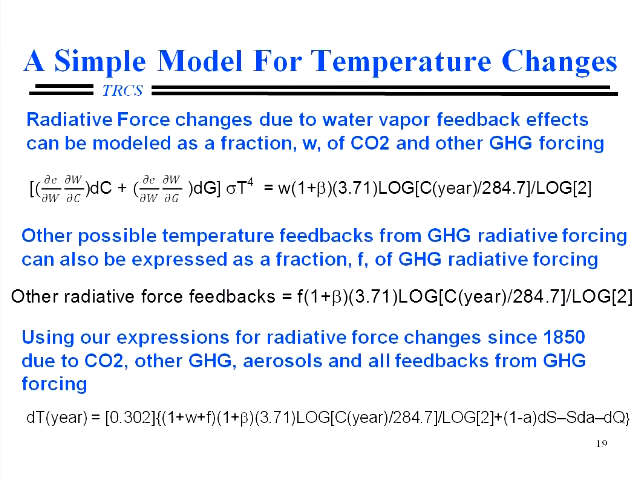 A Simple Model For Temperature Changes
TRCS
Radiative Force changes due to water vapor feedback effects
can be modeled as a fraction, w, of CO2 and other GHG forcing
[(∂e/∂W ∂W/∂C)dC + (∂e/∂W ∂W/∂G )dG] σT⁴ = w(1+β)(3.71)LOG[C(year)/284.7]/LOG[2]
Other possible temperature feedbacks from GHG radiative forcing
can also be expressed as a fraction, f, of GHG radiative forcing
Other radiative force feedbacks = f(1+β)(3.71)LOG[C(year)/284.7]/LOG[2]
Using our expressions for radiative force changes since 1850
due to CO2, other GHG, aerosols and all feedbacks from GHG
forcing
dT(year) = [0.302]{(1+w+f)(1+β)(3.71)LOG[C(year)/284.7]/LOG[2]+(1-a)dS–Sda–dQ}
19